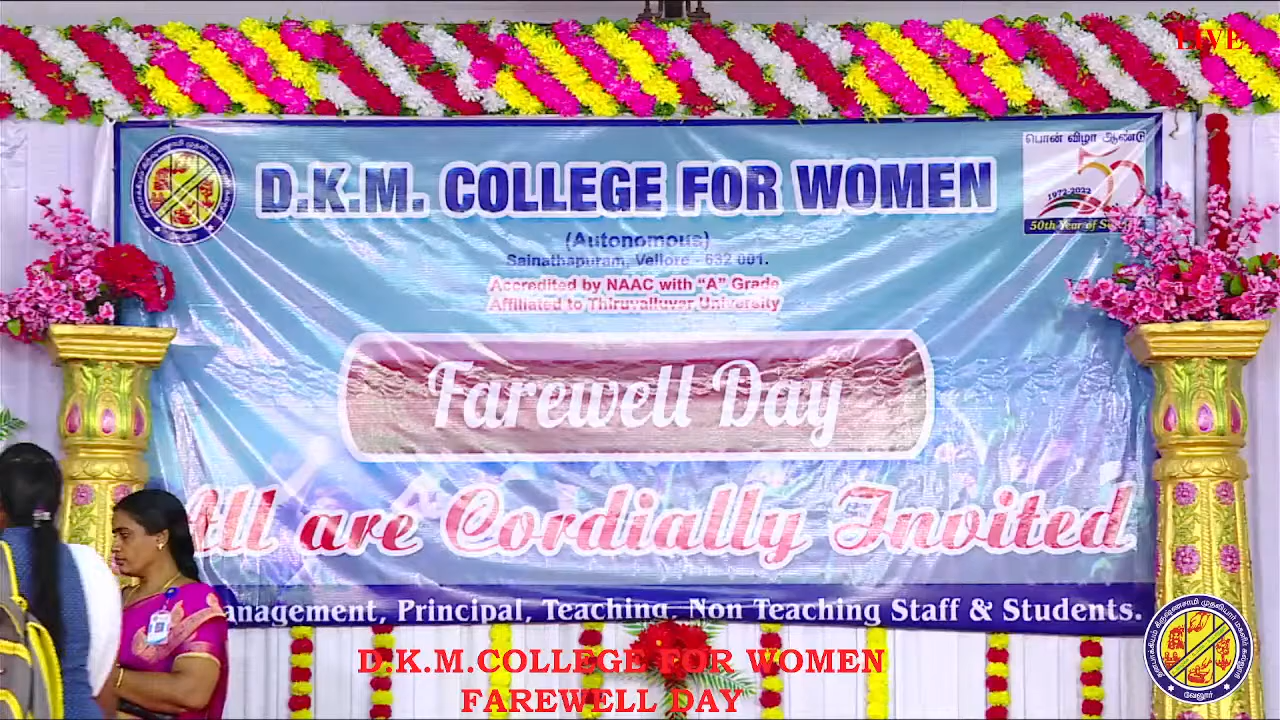 LIVE
D.K.M. COLLEGE FOR WOMEN
பொன் விழா ஆண்டு
50
1972-2022
50th Year of
(Autonomous)
Sainathapuram, Vellore - 632 001.
Accredited by NAAC with "A" Grade
Affiliated to Thiruvalluvar University
Farewell Day
All are Cordially Invited
anagement, Principal, Teaching, Non Teaching Staff & Students.
D.K.M.COLLEGE FOR WOMEN
FAREWELL DAY
வேலூர்